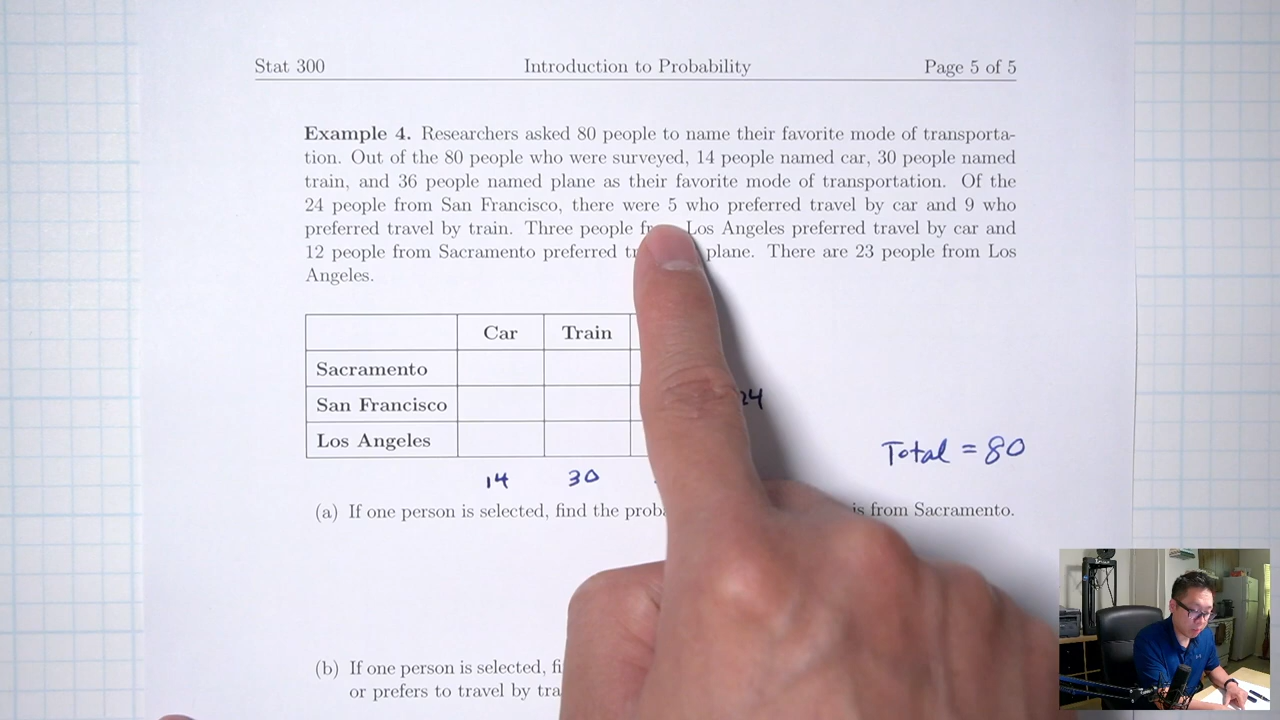 Stat 300 Introduction to Probability Page 5 of 5
Example 4. Researchers asked 80 people to name their favorite mode of transporta-
tion. Out of the 80 people who were surveyed, 14 people named car, 30 people named
train, and 36 people named plane as their favorite mode of transportation. Of the
24 people from San Francisco, there were 5 who preferred travel by car and 9 who
preferred travel by train. Three people Los Angeles preferred travel by car and
12 people from Sacramento preferred plane. There are 23 people from Los
Angeles.
Car Train
Sacramento
San Francisco 24
Los Angeles
Total = 80
14 30
(a) If one person is selected, find the is from Sacramento.
(b) If one person is selected,
or prefers to travel by